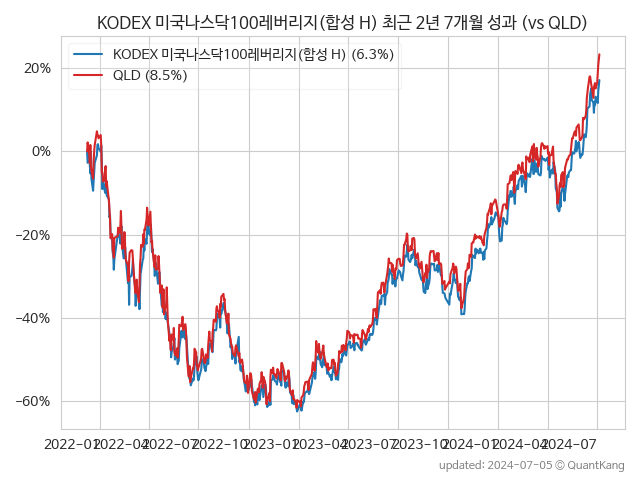 KODEX 미국나스닥100레버리지(합성 H) 최근 2년 7개월 성과 (vs QLD)
KODEX 미국나스닥100레버리지(합성 H) (6.3%)
QLD (8.5%)
20%
0%
−20%
−40%
−60%
2022-01 2022-04 2022-07 2022-10 2023-01 2023-04 2023-07 2023-10 2024-01 2024-04 2024-07
updated: 2024-07-05 © QuantKang